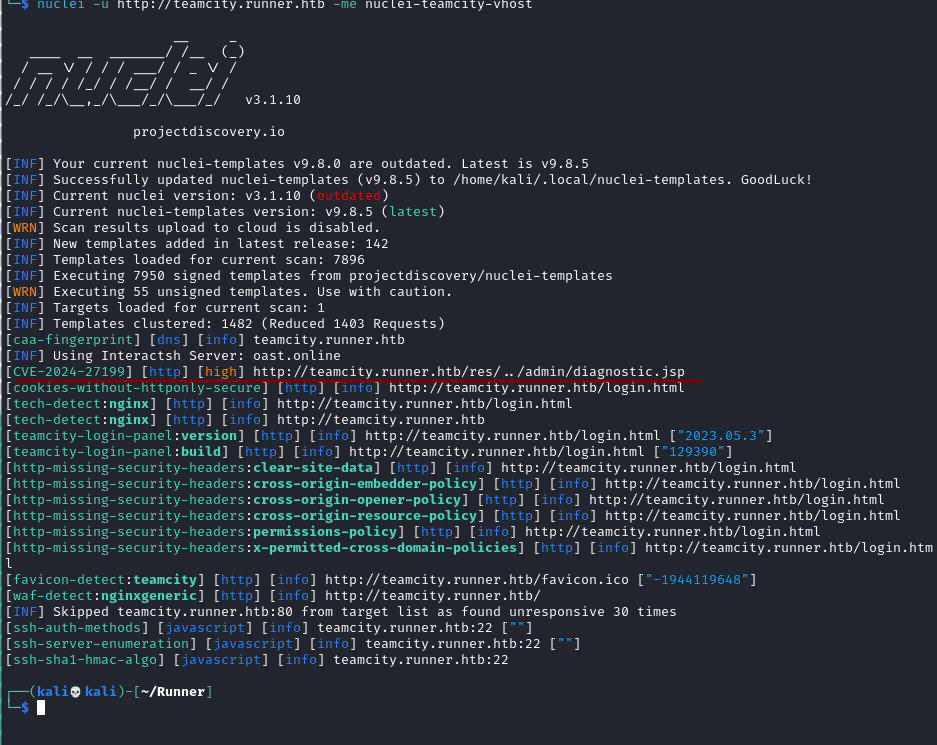 └─$ nuclei -u http://teamcity.runner.htb -me nuclei-teamcity-vhost
v3.1.10
projectdiscovery.io
[INF] Your current nuclei-templates v9.8.0 are outdated. Latest is v9.8.5
[INF] Successfully updated nuclei-templates (v9.8.5) to /home/kali/.local/nuclei-templates. GoodLuck!
[INF] Current nuclei version: v3.1.10 (outdated)
[INF] Current nuclei-templates version: v9.8.5 (latest)
[WRN] Scan results upload to cloud is disabled.
[INF] New templates added in latest release: 142
[INF] Templates loaded for current scan: 7896
[INF] Executing 7950 signed templates from projectdiscovery/nuclei-templates
[WRN] Executing 55 unsigned templates. Use with caution.
[INF] Targets loaded for current scan: 1
[INF] Templates clustered: 1482 (Reduced 1403 Requests)
[caa-fingerprint] [dns] [info] teamcity.runner.htb
[INF] Using Interactsh Server: oast.online
[CVE-2024-27199] [http] [high] http://teamcity.runner.htb/res/../admin/diagnostic.jsp
[cookies-without-httponly-secure] [http] [info] http://teamcity.runner.htb/login.html
[tech-detect:nginx] [http] [info] http://teamcity.runner.htb/login.html
[tech-detect:nginx] [http] [info] http://teamcity.runner.htb
[teamcity-login-panel:version] [http] [info] http://teamcity.runner.htb/login.html ["2023.05.3"]
[teamcity-login-panel:build] [http] [info] http://teamcity.runner.htb/login.html ["129390"]
[http-missing-security-headers:clear-site-data] [http] [info] http://teamcity.runner.htb/login.html
[http-missing-security-headers:cross-origin-embedder-policy] [http] [info] http://teamcity.runner.htb/login.html
[http-missing-security-headers:cross-origin-opener-policy] [http] [info] http://teamcity.runner.htb/login.html
[http-missing-security-headers:cross-origin-resource-policy] [http] [info] http://teamcity.runner.htb/login.html
[http-missing-security-headers:permissions-policy] [http] [info] http://teamcity.runner.htb/login.html
[http-missing-security-headers:x-permitted-cross-domain-policies] [http] [info] http://teamcity.runner.htb/login.htm
l
[favicon-detect:teamcity] [http] [info] http://teamcity.runner.htb/favicon.ico ["-1944119648"]
[waf-detect:nginxgeneric] [http] [info] http://teamcity.runner.htb/
[INF] Skipped teamcity.runner.htb:80 from target list as found unresponsive 30 times
[ssh-auth-methods] [javascript] [info] teamcity.runner.htb:22 [""]
[ssh-server-enumeration] [javascript] [info] teamcity.runner.htb:22 [""]
[ssh-sha1-hmac-algo] [javascript] [info] teamcity.runner.htb:22
┌──(kali💀kali)-[~/Runner]
└─$